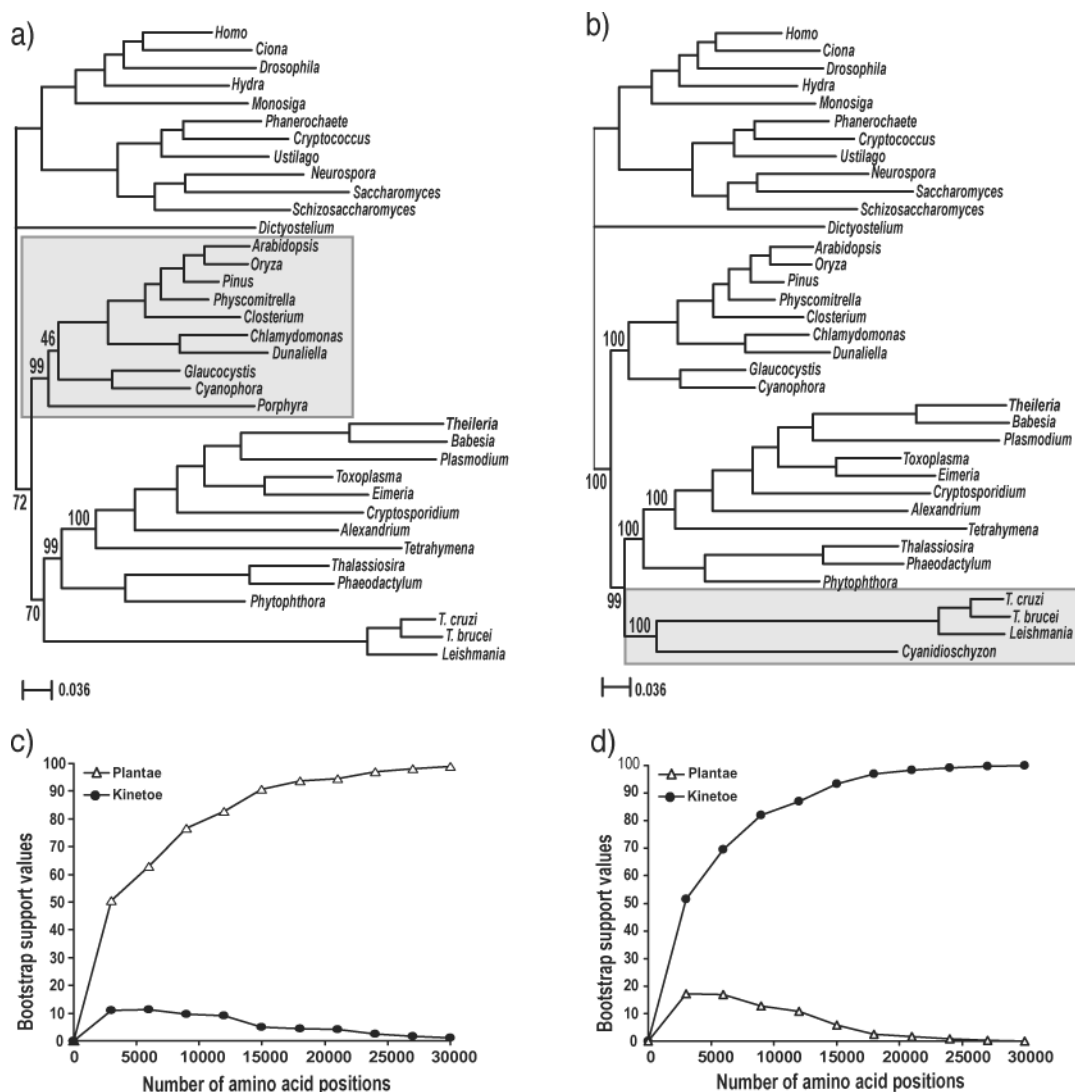 a)
Homo
Ciona
Drosophila
Hydra
Monosiga
Phanerochaete
Cryptococcus
Ustilago
Neurospora
Saccharomyces
Schizosaccharomyces
Dictyostelium
Arabidopsis
Oryza
Pinus
Physcomitrella
Closterium
46
Chlamydomonas
Dunaliella
99
Glaucocystis
Cyanophora
Porphyra
Theileria
Babesia
Plasmodium
72
Toxoplasma
Eimeria
100
Cryptosporidium
Alexandrium
99
Tetrahymena
Thalassiosira
Phaeodactylum
70
Phytophthora
T. cruzi
T. brucei
Leishmania
0.036
b)
Homo
Ciona
Drosophila
Hydra
Monosiga
Phanerochaete
Cryptococcus
Ustilago
Neurospora
Saccharomyces
Schizosaccharomyces
Dictyostelium
Arabidopsis
Oryza
Pinus
Physcomitrella
Closterium
100
Chlamydomonas
Dunaliella
Glaucocystis
Cyanophora
Theileria
Babesia
Plasmodium
Toxoplasma
100
Eimeria
Cryptosporidium
100
Alexandrium
100
Tetrahymena
Thalassiosira
Phaeodactylum
Phytophthora
99
T. cruzi
T. brucei
100
Leishmania
Cyanidioschyzon
0.036
c)
Plantae
Kinetoe
Bootstrap support values
100
90
80
70
60
50
40
30
20
10
0
0 5000 10000 15000 20000 25000 30000
Number of amino acid positions
d)
Plantae
Kinetoe
Bootstrap support values
100
90
80
70
60
50
40
30
20
10
0
0 5000 10000 15000 20000 25000 30000
Number of amino acid positions